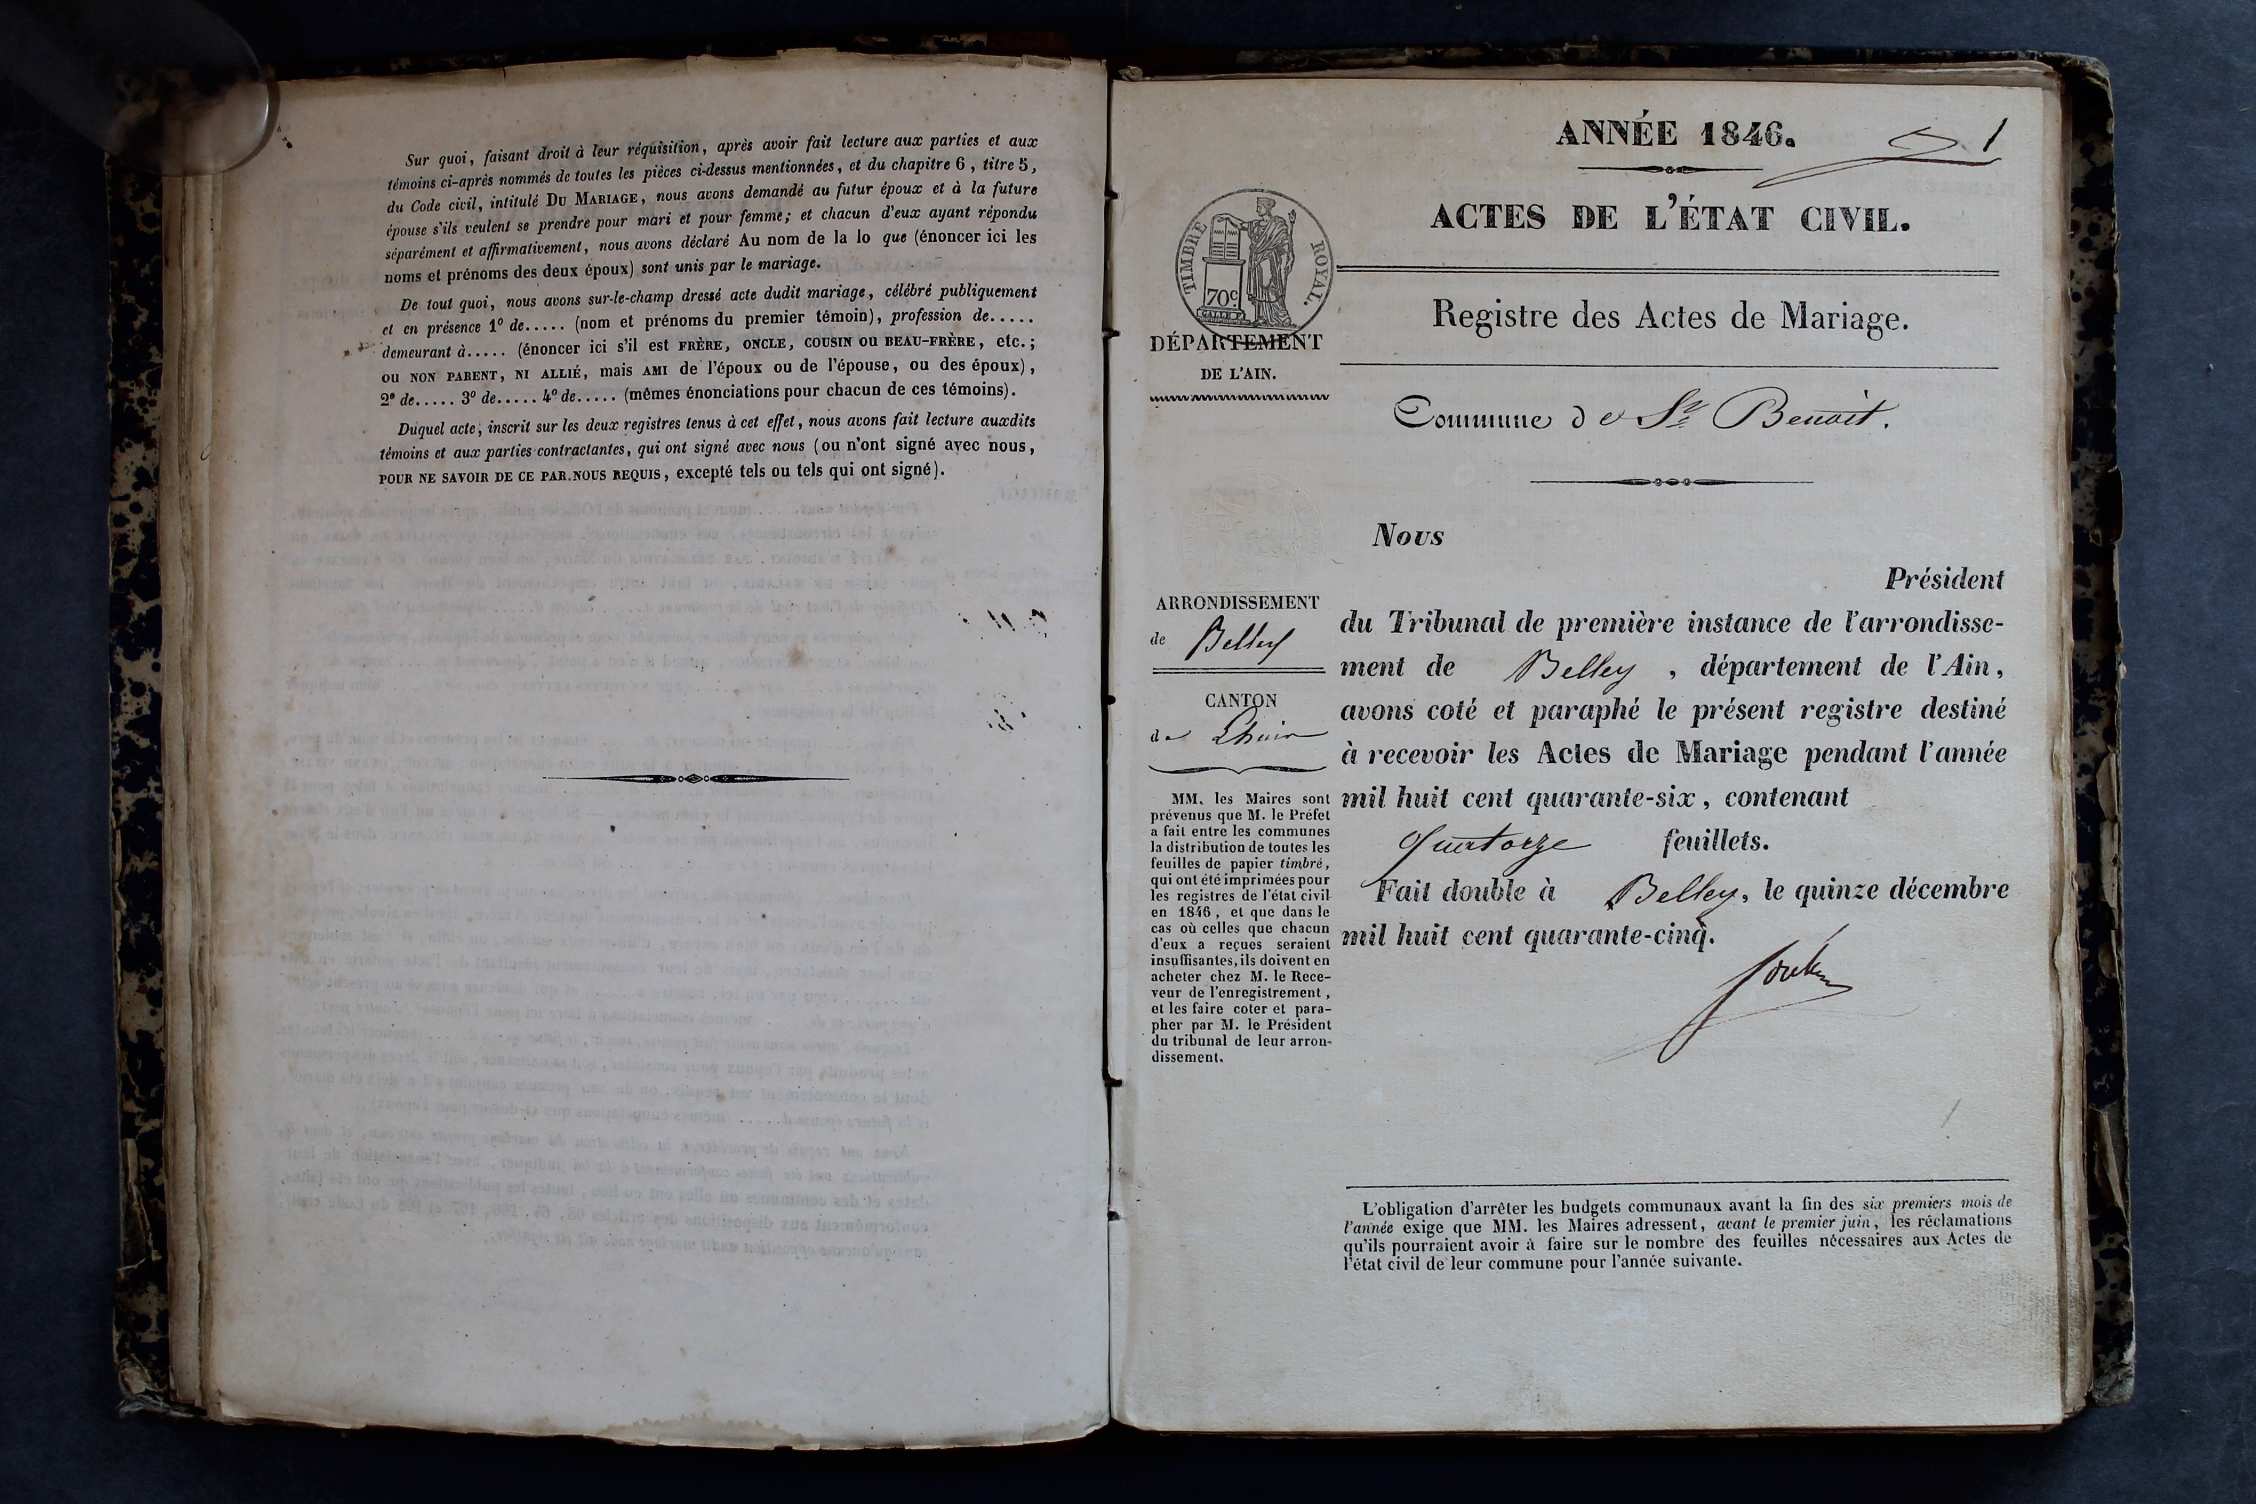 Sur quoi, faisant droit à leur réquisition, après avoir fait lecture aux parties et aux
témoins ci-après nommés de toutes les pièces ci-dessus mentionnées, et du chapitre 6, titre 5,
du Code civil, intitulé DU MARIAGE, nous avons demandé au futur époux et à la future
épouse s'ils veulent se prendre pour mari et pour femme; et chacun d'eux ayant répondu
séparément et affirmativement, nous avons déclaré Au nom de la lo que (énoncer ici les
noms et prénoms des deux époux) sont unis par le mariage.
De tout quoi, nous avons sur-le-champ dressé acte dudit mariage, célébré publiquement
et en présence 1º de..... (nom et prénoms du premier témoin), profession de.....
demeurant à..... (énoncer ici s'il est FRÈRE, ONCLE, COUSIN OU BEAU-FRÈRE, etc.;
OU NON PARENT, NI ALLIÉ, mais AMI de l'époux ou de l'épouse, ou des époux),
2º de..... 3º de..... 4º de..... (mêmes énonciations pour chacun de ces témoins).
Duquel acte, inscrit sur les deux registres tenus à cet effet, nous avons fait lecture auxdits
témoins et aux parties contractantes, qui ont signé avec nous (ou n'ont signé avec nous,
POUR NE SAVOIR DE CE PAR NOUS REQUIS, excepté tels ou tels qui ont signé).
ANNÉE 1846.
1
ACTES DE L'ÉTAT CIVIL.
TIMBRE ROYAL.
70c.
DÉPARTEMENT
DE L'AIN.
Registre des Actes de Mariage.
Commune de St Benoit.
ARRONDISSEMENT
de Belley
CANTON
de Lhuis
MM. les Maires sont
prévenus que M. le Préfet
a fait entre les communes
la distribution de toutes les
feuilles de papier timbré,
qui ont été imprimées pour
les registres de l'état civil
en 1846, et que dans le
cas où celles que chacun
d'eux a reçues seraient
insuffisantes, ils doivent en
acheter chez M. le Rece-
veur de l'enregistrement,
et les faire coter et para-
pher par M. le Président
du tribunal de leur arron-
dissement.
Nous
Président
du Tribunal de première instance de l'arrondisse-
ment de Belley, département de l'Ain,
avons coté et paraphé le présent registre destiné
à recevoir les Actes de Mariage pendant l'année
mil huit cent quarante-six, contenant
quatorze feuillets.
Fait double à Belley, le quinze décembre
mil huit cent quarante-cinq.
L'obligation d'arrêter les budgets communaux avant la fin des six premiers mois de
l'année exige que MM. les Maires adressent, avant le premier juin, les réclamations
qu'ils pourraient avoir à faire sur le nombre des feuilles nécessaires aux Actes de
l'état civil de leur commune pour l'année suivante.